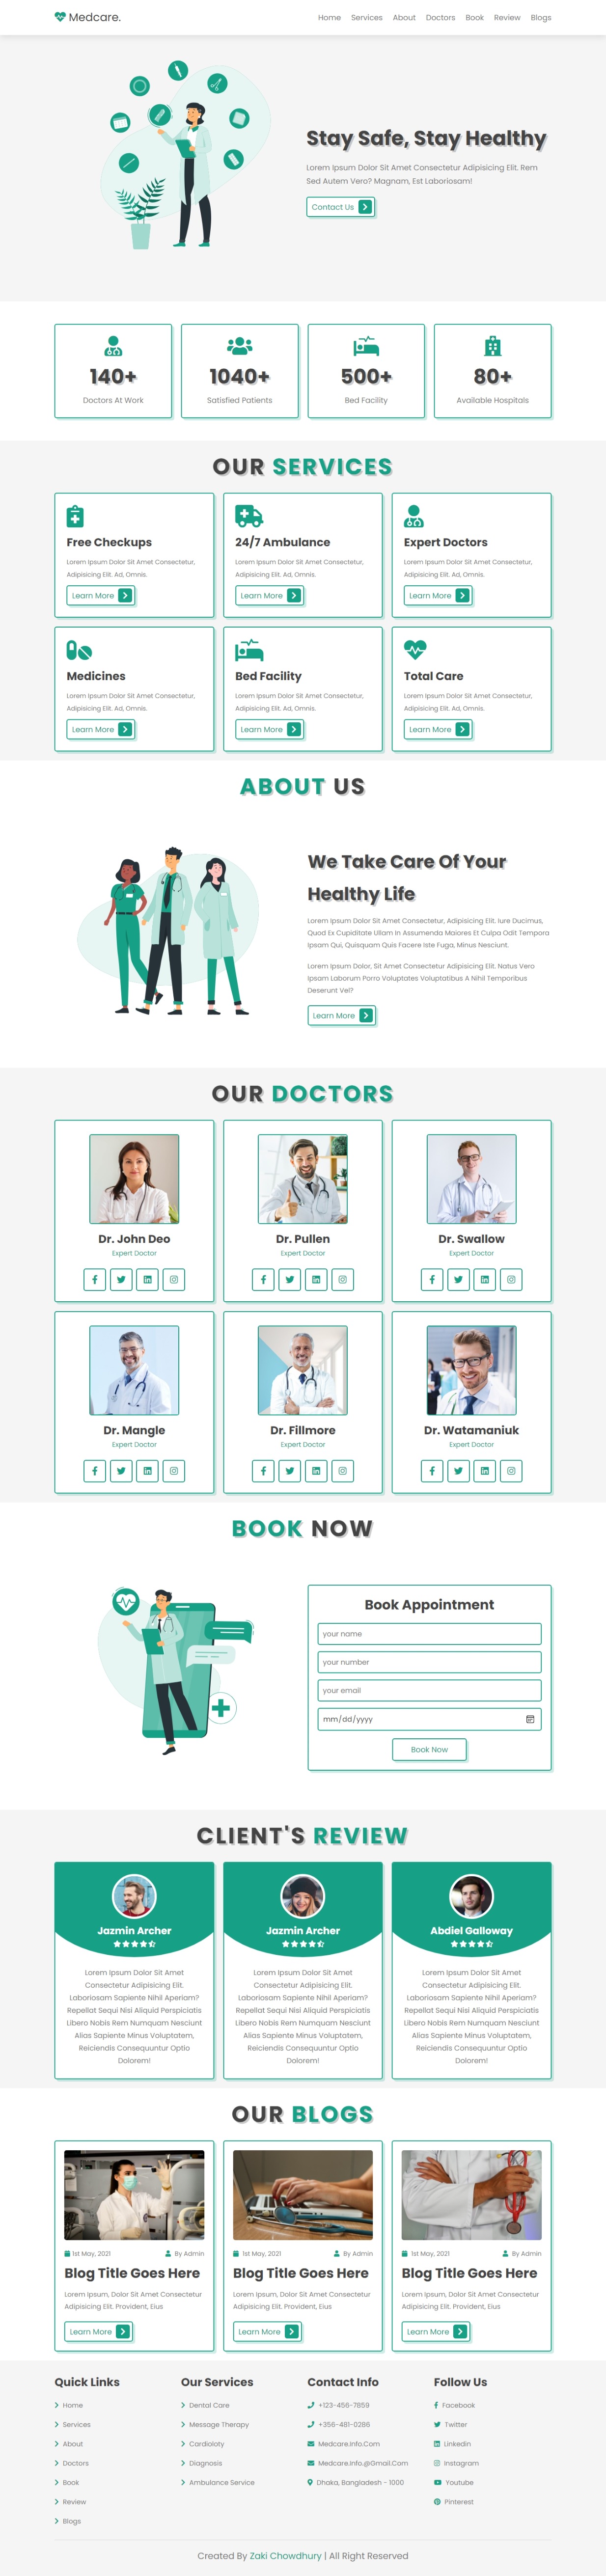 Medcare.
Home Services About Doctors Book Review Blogs
Stay Safe, Stay Healthy
Lorem Ipsum Dolor Sit Amet Consectetur Adipisicing Elit. Rem
Sed Autem Vero? Magnam, Est Laboriosam!
Contact Us
140+ 1040+ 500+ 80+
Doctors At Work Satisfied Patients Bed Facility Available Hospitals
OUR SERVICES
Free Checkups 24/7 Ambulance Expert Doctors
Lorem Ipsum Dolor Sit Amet Consectetur, Lorem Ipsum Dolor Sit Amet Consectetur, Lorem Ipsum Dolor Sit Amet Consectetur,
Adipisicing Elit. Ad, Omnis. Adipisicing Elit. Ad, Omnis. Adipisicing Elit. Ad, Omnis.
Learn More Learn More Learn More
Medicines Bed Facility Total Care
Lorem Ipsum Dolor Sit Amet Consectetur, Lorem Ipsum Dolor Sit Amet Consectetur, Lorem Ipsum Dolor Sit Amet Consectetur,
Adipisicing Elit. Ad, Omnis. Adipisicing Elit. Ad, Omnis. Adipisicing Elit. Ad, Omnis.
Learn More Learn More Learn More
ABOUT US
We Take Care Of Your
Healthy Life
Lorem Ipsum Dolor Sit Amet Consectetur, Adipisicing Elit. Iure Ducimus,
Quod Ex Cupiditate Ullam In Assumenda Maiores Et Culpa Odit Tempora
Ipsam Qui, Quisquam Quis Facere Iste Fuga, Minus Nesciunt.
Lorem Ipsum Dolor, Sit Amet Consectetur Adipisicing Elit. Natus Vero
Ipsam Laborum Porro Voluptates Voluptatibus A Nihil Temporibus
Deserunt Vel?
Learn More
OUR DOCTORS
Dr. John Deo Dr. Pullen Dr. Swallow
Expert Doctor Expert Doctor Expert Doctor
Dr. Mangle Dr. Fillmore Dr. Watamaniuk
Expert Doctor Expert Doctor Expert Doctor
BOOK NOW
Book Appointment
your name
your number
your email
mm/dd/yyyy
Book Now
CLIENT'S REVIEW
Jazmin Archer Jazmin Archer Abdiel Galloway
Lorem Ipsum Dolor Sit Amet Lorem Ipsum Dolor Sit Amet Lorem Ipsum Dolor Sit Amet
Consectetur Adipisicing Elit. Consectetur Adipisicing Elit. Consectetur Adipisicing Elit.
Laboriosam Sapiente Nihil Aperiam? Laboriosam Sapiente Nihil Aperiam? Laboriosam Sapiente Nihil Aperiam?
Repellat Sequi Nisi Aliquid Perspiciatis Repellat Sequi Nisi Aliquid Perspiciatis Repellat Sequi Nisi Aliquid Perspiciatis
Libero Nobis Rem Numquam Nesciunt Libero Nobis Rem Numquam Nesciunt Libero Nobis Rem Numquam Nesciunt
Alias Sapiente Minus Voluptatem, Alias Sapiente Minus Voluptatem, Alias Sapiente Minus Voluptatem,
Reiciendis Consequuntur Optio Reiciendis Consequuntur Optio Reiciendis Consequuntur Optio
Dolorem! Dolorem! Dolorem!
OUR BLOGS
1st May, 2021 By Admin 1st May, 2021 By Admin 1st May, 2021 By Admin
Blog Title Goes Here Blog Title Goes Here Blog Title Goes Here
Lorem Ipsum, Dolor Sit Amet Consectetur Lorem Ipsum, Dolor Sit Amet Consectetur Lorem Ipsum, Dolor Sit Amet Consectetur
Adipisicing Elit. Provident, Eius Adipisicing Elit. Provident, Eius Adipisicing Elit. Provident, Eius
Learn More Learn More Learn More
Quick Links Our Services Contact Info Follow Us
Home Dental Care +123-456-7859 Facebook
Services Message Therapy +356-481-0286 Twitter
About Cardioloty Medcare.Info.Com Linkedin
Doctors Diagnosis Medcare.Info.@Gmail.Com Instagram
Book Ambulance Service Dhaka, Bangladesh - 1000 Youtube
Review Pinterest
Blogs
Created By Zaki Chowdhury | All Right Reserved